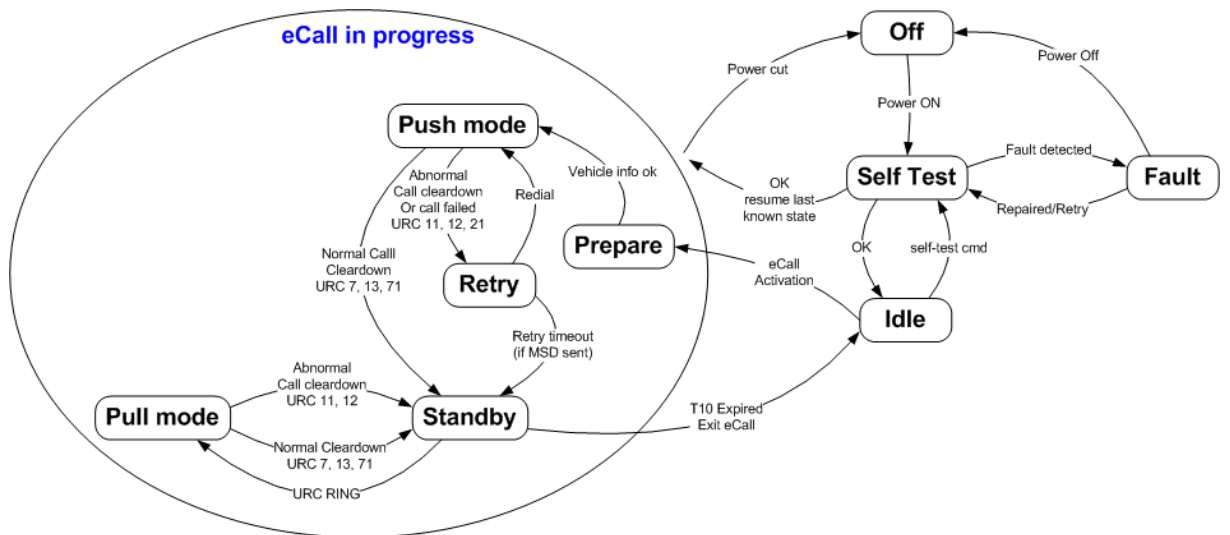 eCall in progress
Off
Power cut
Power Off
Power ON
Push mode
Fault detected
Abnormal
Call cleardown
Or call failed
URC 11, 12, 21
Redial
Vehicle info ok
OK
resume last
known state
Self Test
Fault
Repaired/Retry
Prepare
Normal Calll
Cleardown
URC 7, 13, 71
OK
self-test cmd
eCall
Activation
Retry
Idle
Retry timeout
(if MSD sent)
Abnormal
Call cleardown
URC 11, 12
Pull mode
Standby
T10 Expired
Exit eCall
Normal Cleardown
URC 7, 13, 71
URC RING